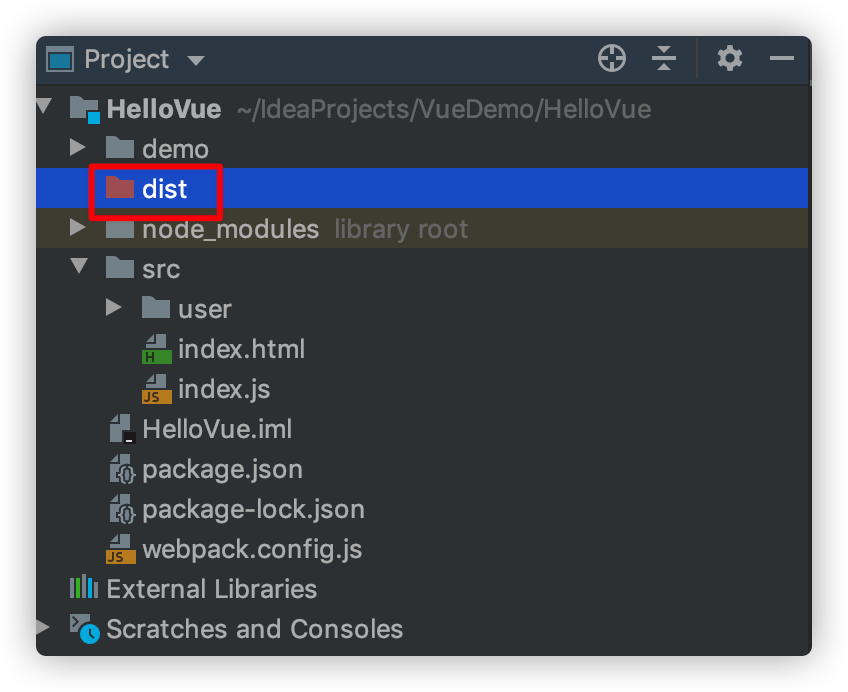 Project
HelloVue ~/IdeaProjects/VueDemo/HelloVue
demo
dist
node_modules library root
src
user
H index.html
JS index.js
HelloVue.iml
package.json
package-lock.json
JS webpack.config.js
External Libraries
Scratches and Consoles